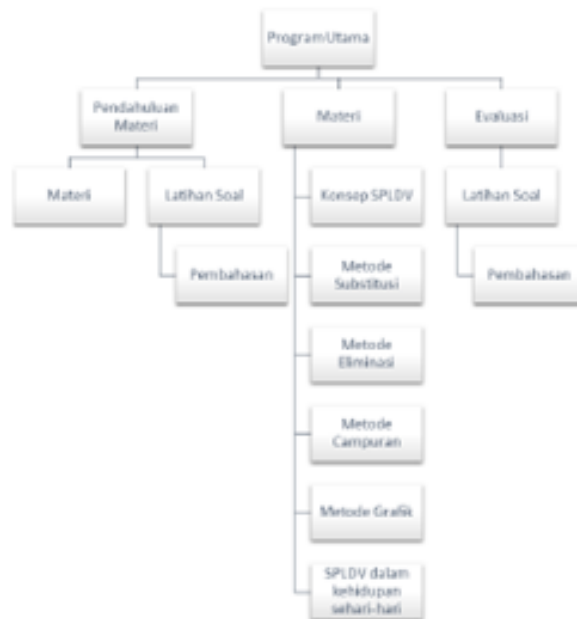 Program Utama
Pendahuluan
Materi
Materi
Evaluasi
Materi
Latihan Soal
Konsep SPLDV
Latihan Soal
Pembahasan
Metode
Substitusi
Pembahasan
Metode
Eliminasi
Metode
Campuran
Metode Grafik
SPLDV dalam
kehidupan
sehari-hari